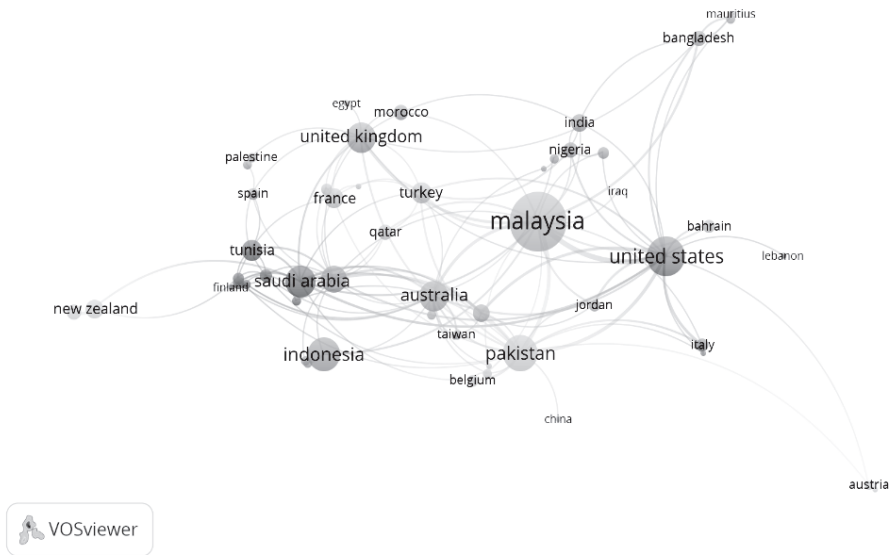 mauritius
bangladesh
egypt
morocco
india
united kingdom
nigeria
palestine
spain
france
turkey
iraq
malaysia
qatar
bahrain
tunisia
united states
lebanon
saudi arabia
finland
australia
new zealand
jordan
taiwan
indonesia
pakistan
italy
belgium
china
austria
VOSviewer